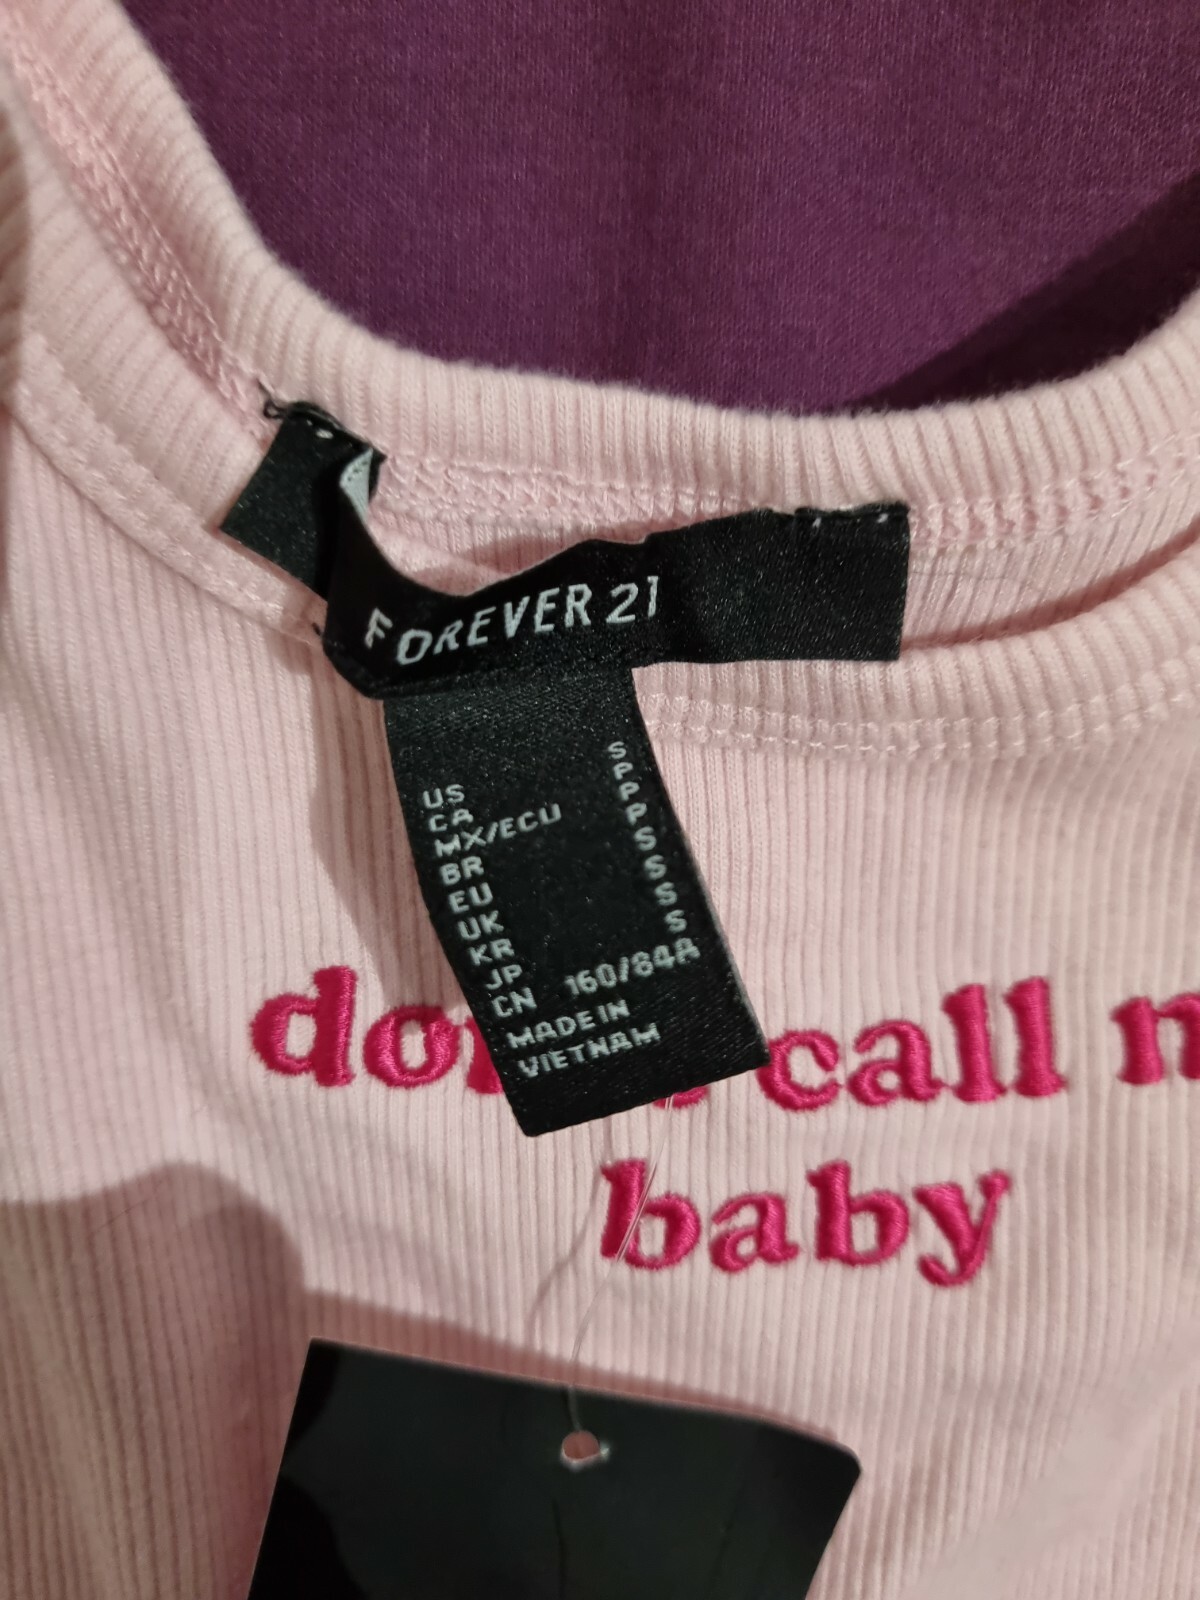 FOREVER 21
US S
CA P
MX/ECU P
BR P
EU S
UK S
KR S
JP S
CN 160/84A
MADE IN
VIETNAM
call
baby